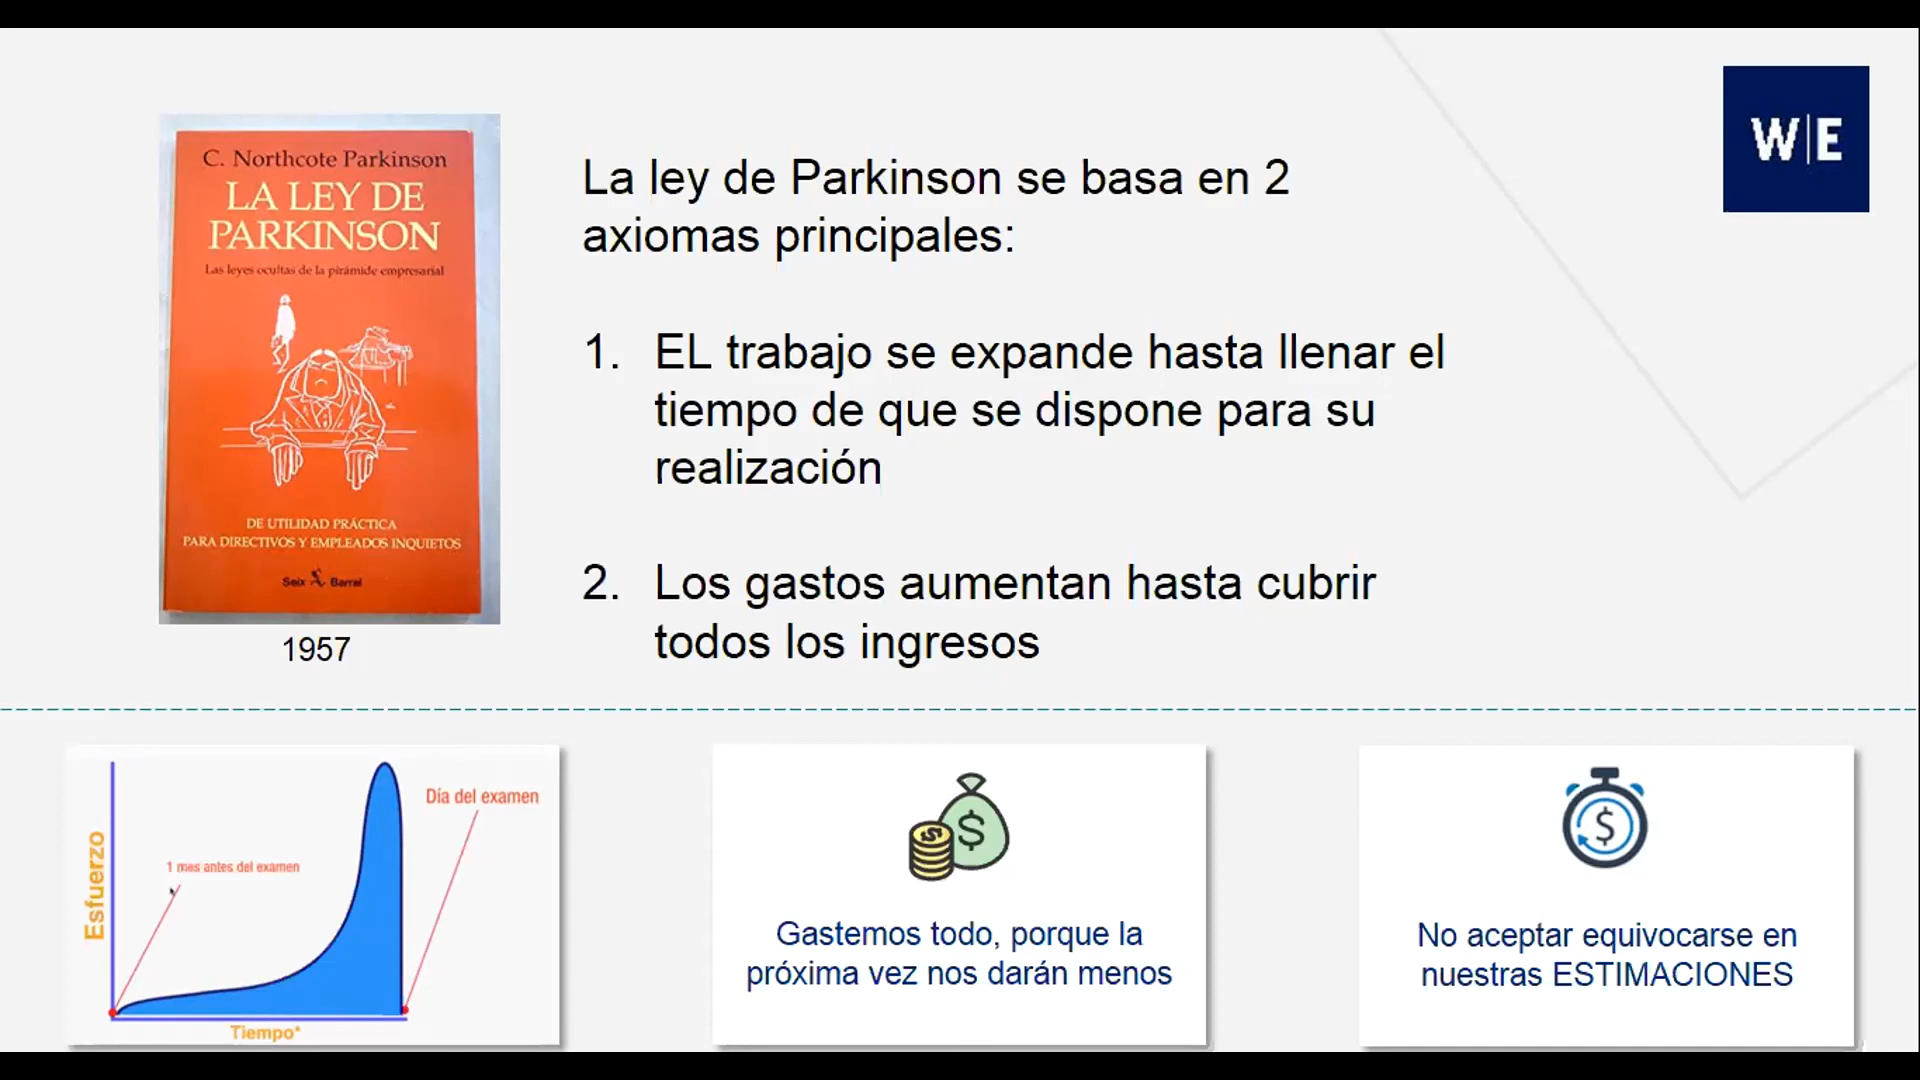 W|E
C. Northcote Parkinson
LA LEY DE
PARKINSON
Las leyes ocultas de la pirámide empresarial
DE UTILIDAD PRÁCTICA
PARA DIRECTIVOS Y EMPLEADOS INQUIETOS
Seix Barral
1957
La ley de Parkinson se basa en 2
axiomas principales:
1. EL trabajo se expande hasta llenar el
tiempo de que se dispone para su
realización
2. Los gastos aumentan hasta cubrir
todos los ingresos
Esfuerzo
1 mes antes del examen
Día del examen
Tiempo*
$
$
Gastemos todo, porque la
próxima vez nos darán menos
$
No aceptar equivocarse en
nuestras ESTIMACIONES